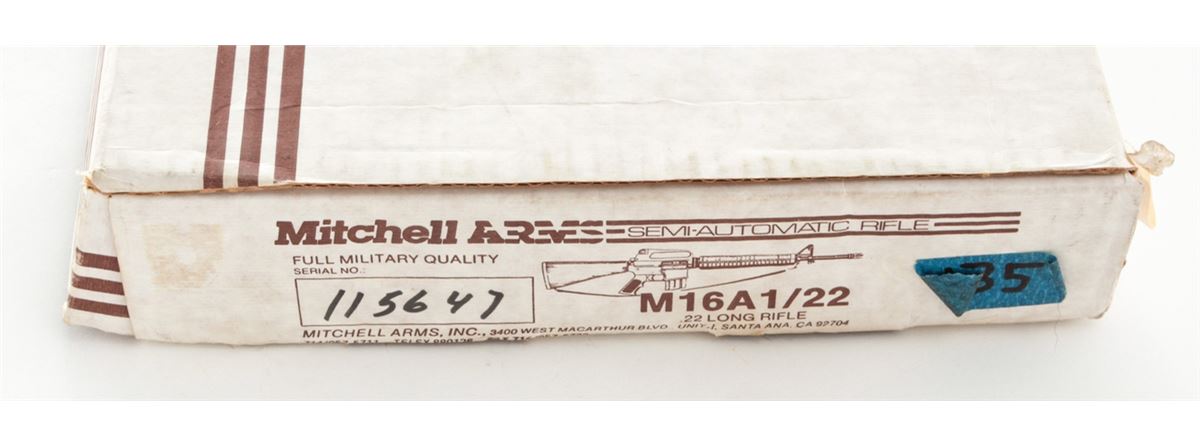 Mitchell ARMS SEMI-AUTOMATIC RIFLE
FULL MILITARY QUALITY
SERIAL NO.:
115647
M16A1/22
.22 LONG RIFLE
35
MITCHELL ARMS, INC., 3400 WEST MACARTHUR BLVD. UNIT-I, SANTA ANA, CA 92704